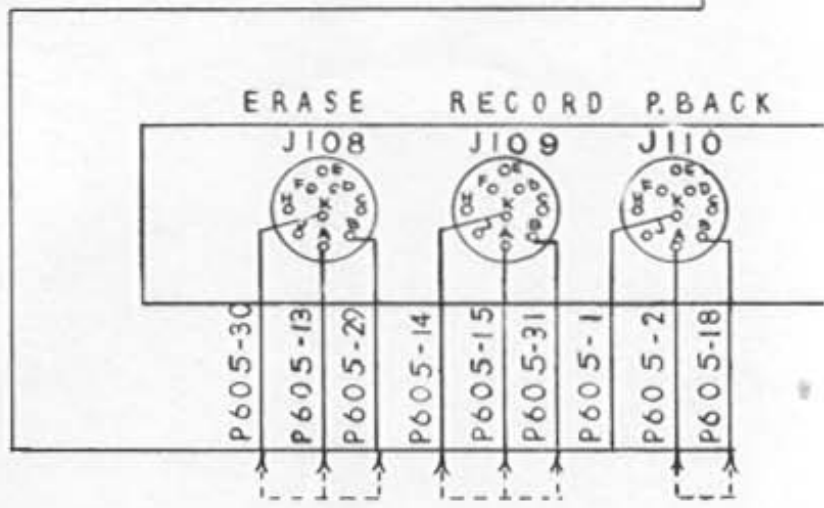 ERASE RECORD P.BACK
J108 J109 J110
E
F D C D S
H K
J A B
E
F D S
H K
J A B
E
F D S
H K
J A B
P605-30
P605-13
P605-29
P605-14
P605-15
P605-31
P605-1
P605-2
P605-18